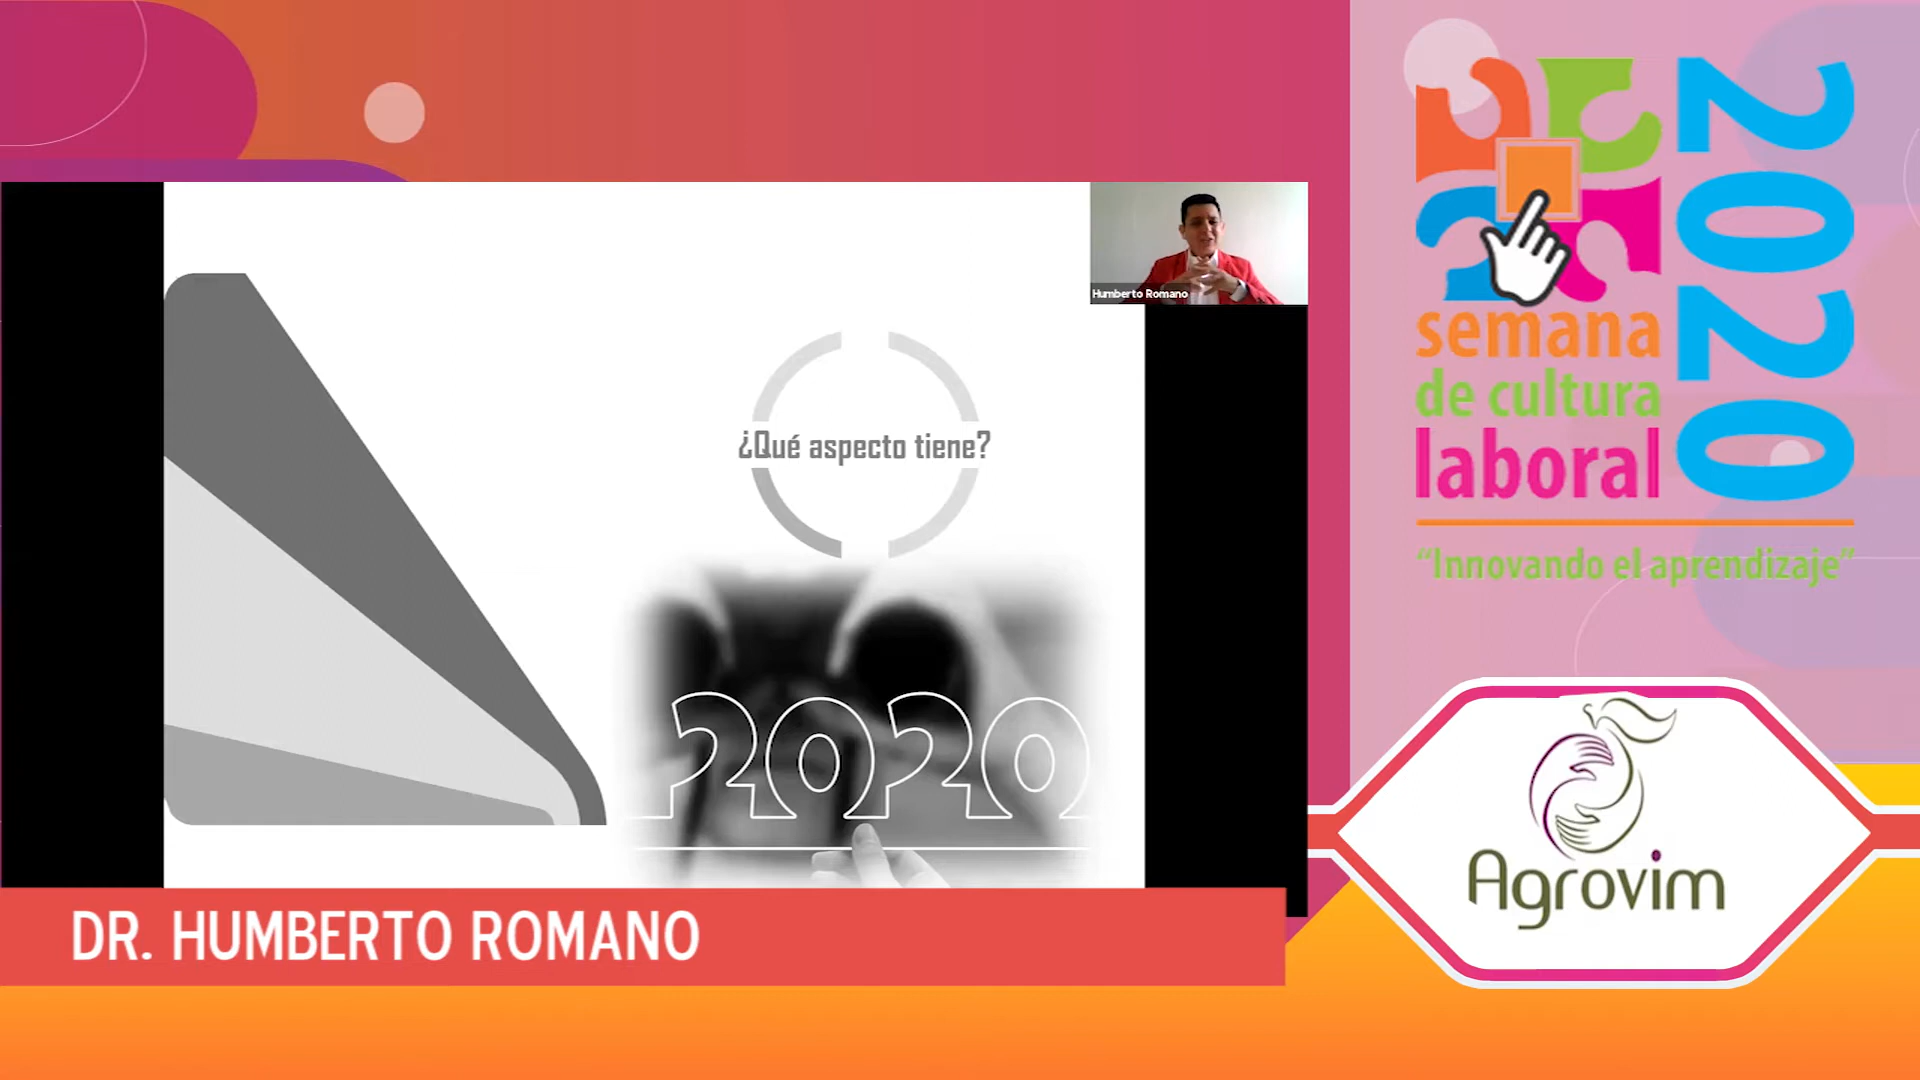 Humberto Romano
¿Qué aspecto tiene?
2020
DR. HUMBERTO ROMANO
semana
de cultura
laboral
2020
“Innovando el aprendizaje”
Agrovim